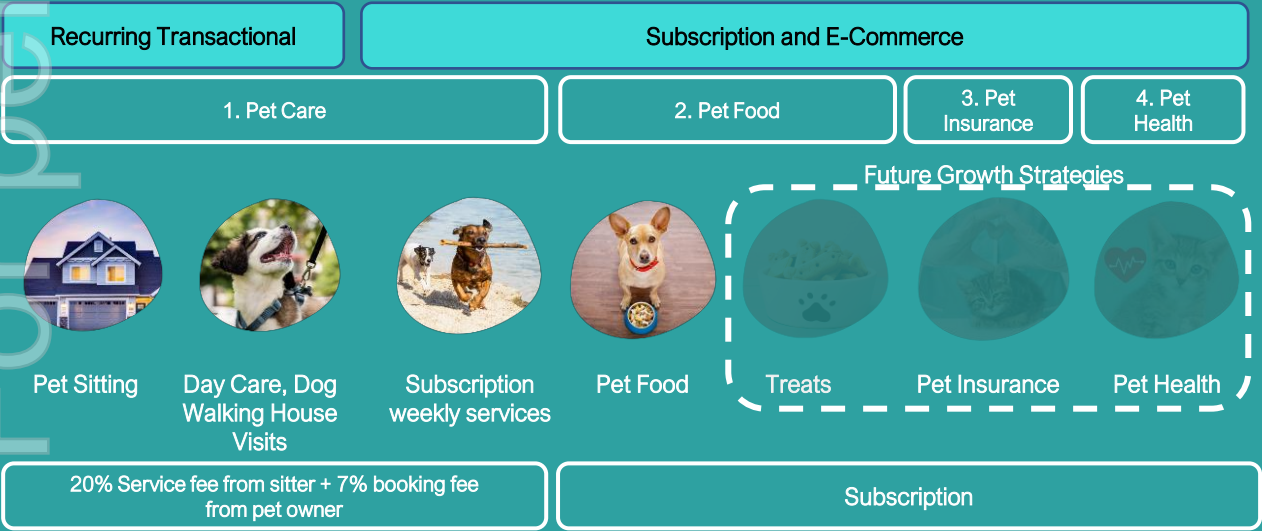 Recurring Transactional
Subscription and E-Commerce
1. Pet Care
2. Pet Food
3. Pet
Insurance
4. Pet
Health
Future Growth Strategies
Pet Sitting
Day Care, Dog
Walking House
Visits
Subscription
weekly services
Pet Food
Treats
Pet Insurance
Pet Health
20% Service fee from sitter + 7% booking fee
from pet owner
Subscription